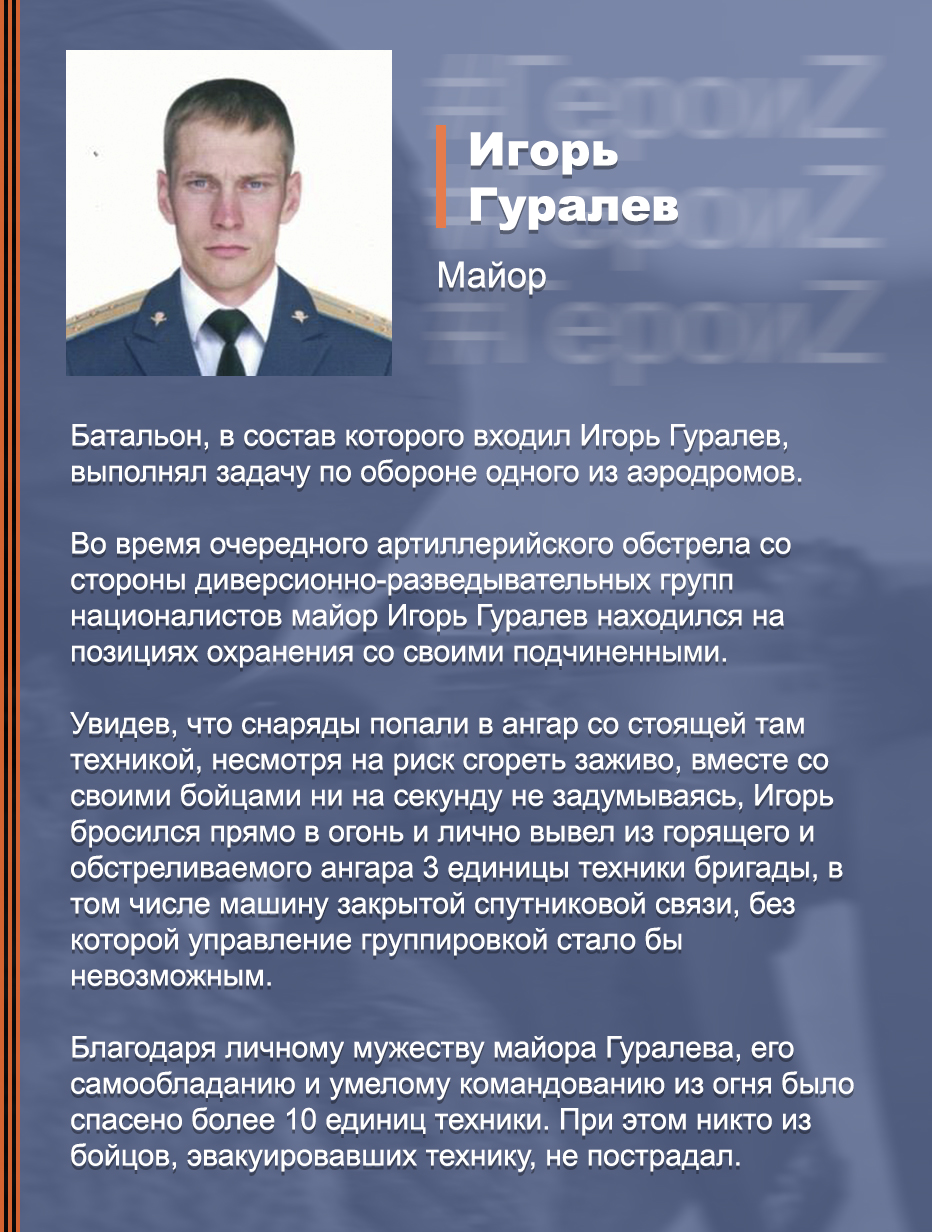 #ГероиZ
Игорь
Гуралев
#ГероиZ
Майор
#ГероиZ
Батальон, в состав которого входил Игорь Гуралев,
выполнял задачу по обороне одного из аэродромов.
Во время очередного артиллерийского обстрела со
стороны диверсионно-разведывательных групп
националистов майор Игорь Гуралев находился на
позициях охранения со своими подчиненными.
Увидев, что снаряды попали в ангар со стоящей там
техникой, несмотря на риск сгореть заживо, вместе со
своими бойцами ни на секунду не задумываясь, Игорь
бросился прямо в огонь и лично вывел из горящего и
обстреливаемого ангара 3 единицы техники бригады, в
том числе машину закрытой спутниковой связи, без
которой управление группировкой стало бы
невозможным.
Благодаря личному мужеству майора Гуралева, его
самообладанию и умелому командованию из огня было
спасено более 10 единиц техники. При этом никто из
бойцов, эвакуировавших технику, не пострадал.